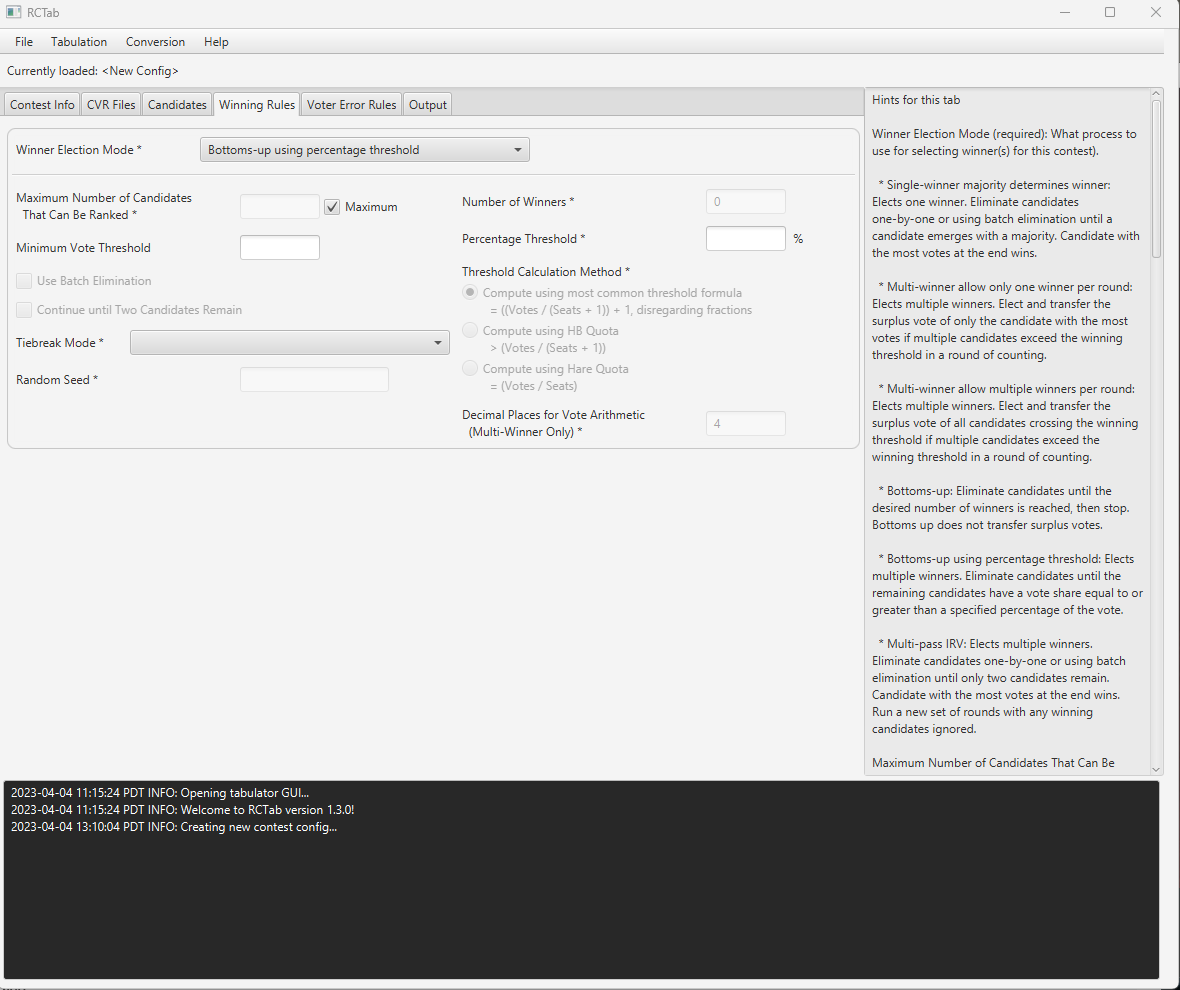 RCTab
File Tabulation Conversion Help
Currently loaded: <New Config>
Contest Info CVR Files Candidates Winning Rules Voter Error Rules Output
Winner Election Mode * Bottoms-up using percentage threshold
Maximum Number of Candidates
That Can Be Ranked *
Maximum
Minimum Vote Threshold
Use Batch Elimination
Continue until Two Candidates Remain
Tiebreak Mode *
Random Seed *
Number of Winners * 0
Percentage Threshold * %
Threshold Calculation Method *
Compute using most common threshold formula
= ((Votes / (Seats + 1)) + 1, disregarding fractions
Compute using HB Quota
> (Votes / (Seats + 1))
Compute using Hare Quota
= (Votes / Seats)
Decimal Places for Vote Arithmetic
(Multi-Winner Only) *
4
Hints for this tab
Winner Election Mode (required): What process to
use for selecting winner(s) for this contest).
* Single-winner majority determines winner:
Elects one winner. Eliminate candidates
one-by-one or using batch elimination until a
candidate emerges with a majority. Candidate with
the most votes at the end wins.
* Multi-winner allow only one winner per round:
Elects multiple winners. Elect and transfer the
surplus vote of only the candidate with the most
votes if multiple candidates exceed the winning
threshold in a round of counting.
* Multi-winner allow multiple winners per round:
Elects multiple winners. Elect and transfer the
surplus vote of all candidates crossing the winning
threshold if multiple candidates exceed the
winning threshold in a round of counting.
* Bottoms-up: Eliminate candidates until the
desired number of winners is reached, then stop.
Bottoms up does not transfer surplus votes.
* Bottoms-up using percentage threshold: Elects
multiple winners. Eliminate candidates until the
remaining candidates have a vote share equal to or
greater than a specified percentage of the vote.
* Multi-pass IRV: Elects multiple winners.
Eliminate candidates one-by-one or using batch
elimination until only two candidates remain.
Candidate with the most votes at the end wins.
Run a new set of rounds with any winning
candidates ignored.
Maximum Number of Candidates That Can Be
2023-04-04 11:15:24 PDT INFO: Opening tabulator GUI...
2023-04-04 11:15:24 PDT INFO: Welcome to RCTab version 1.3.0!
2023-04-04 13:10:04 PDT INFO: Creating new contest config...